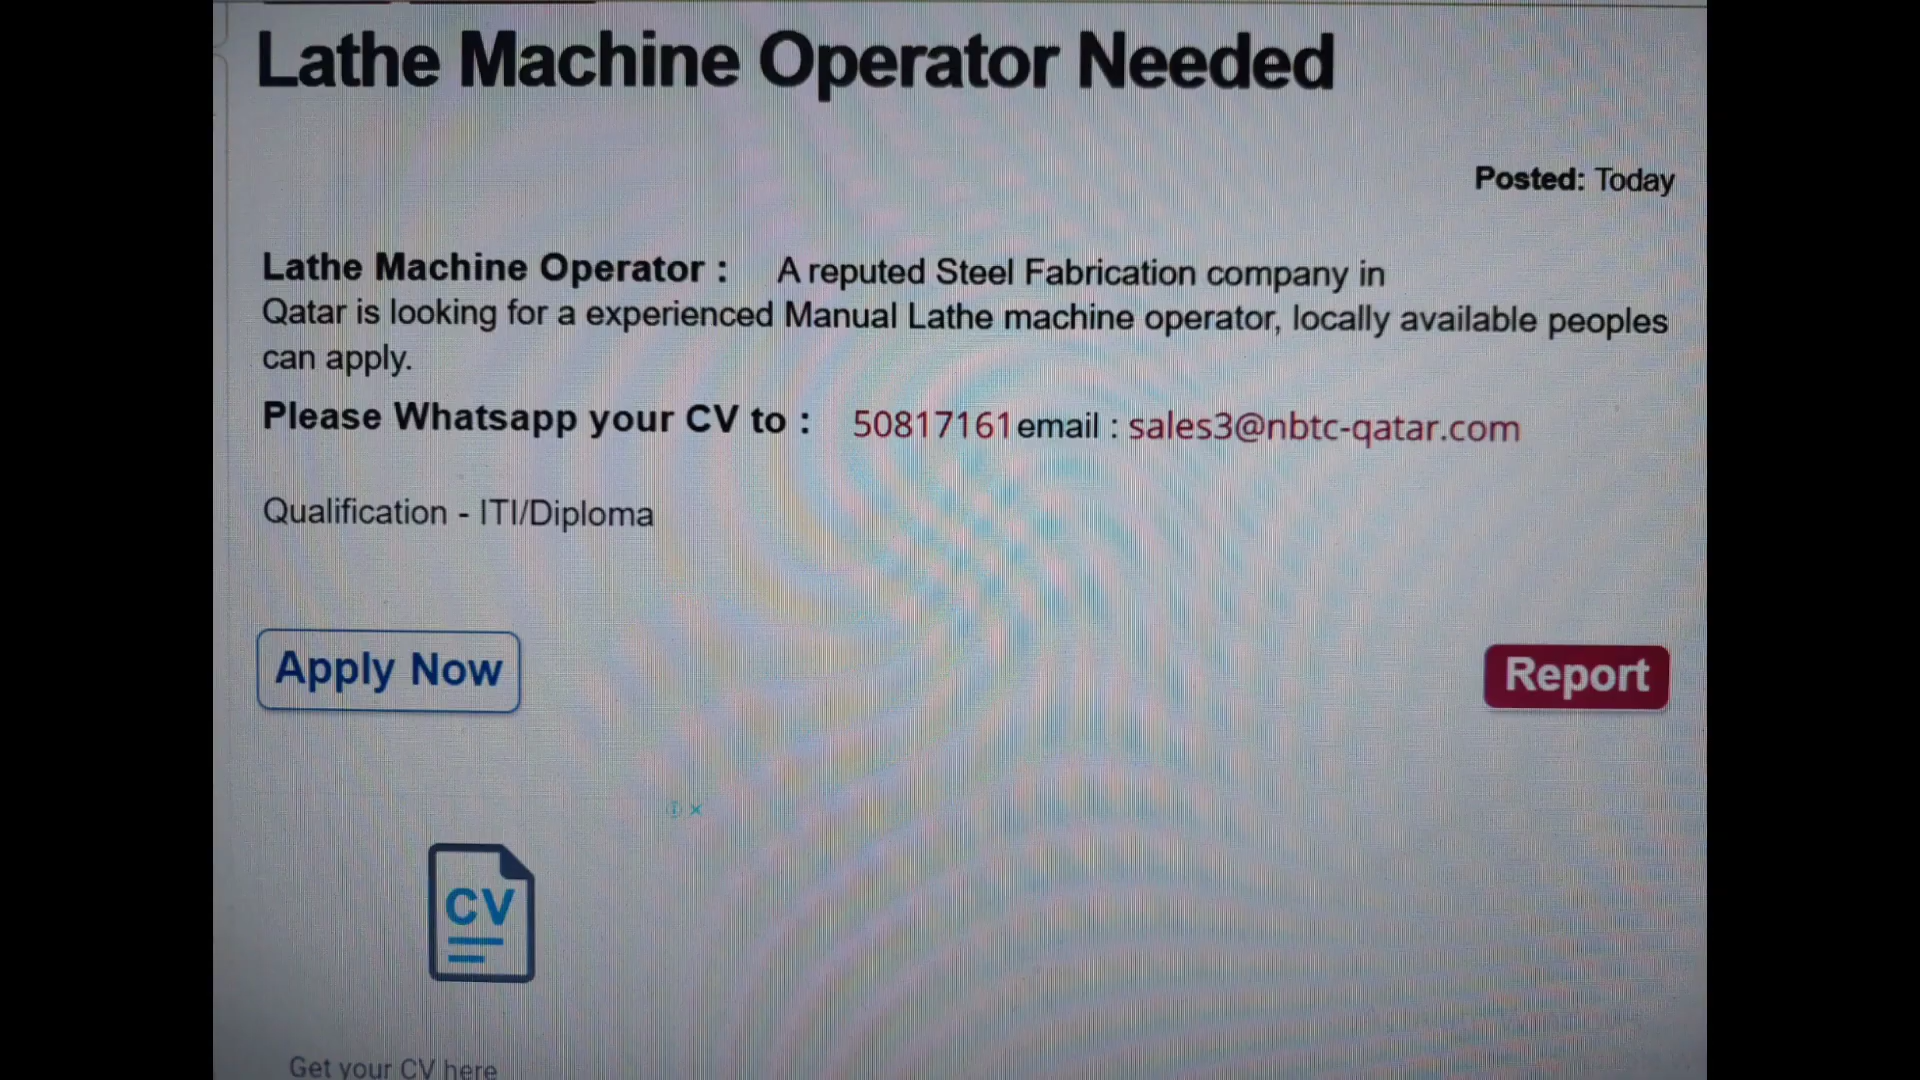 Lathe Machine Operator Needed
Posted: Today
Lathe Machine Operator : A reputed Steel Fabrication company in
Qatar is looking for a experienced Manual Lathe machine operator, locally available peoples
can apply.
Please Whatsapp your CV to : 50817161email : sales3@nbtc-qatar.com
Qualification - ITI/Diploma
Apply Now
Report
CV
Get your CV here